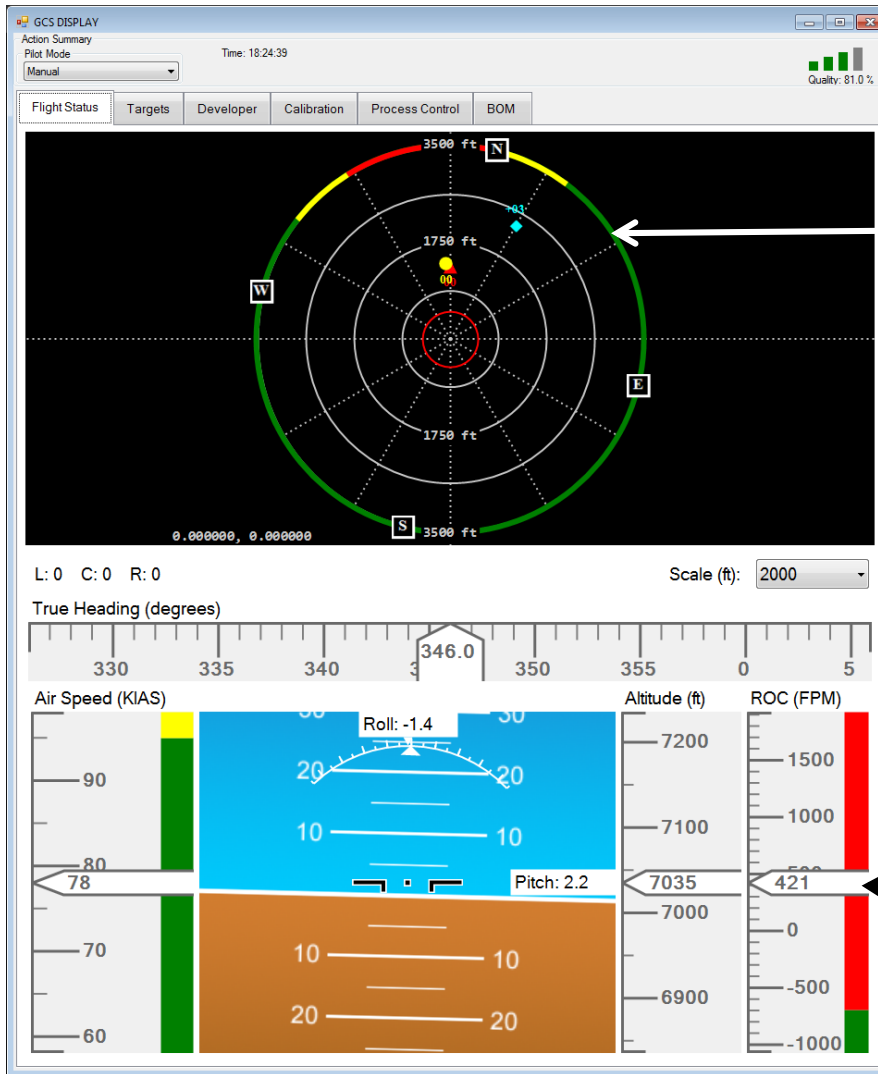 GCS DISPLAY
Action Summary
Pilot Mode
Manual
Time: 18:24:39
Quality: 81.0 %
Flight Status Targets Developer Calibration Process Control BOM
3500 ft
N
+03
1750 ft
00
W
E
1750 ft
S
3500 ft
0.000000, 0.000000
L: 0 C: 0 R: 0
Scale (ft): 2000
True Heading (degrees)
346.0
330 335 340 350 355 0 5
Air Speed (KIAS)
Altitude (ft)
ROC (FPM)
30 Roll: -1.4 30
7200
1500
90
20 20
1000
10 10
7100
80
78
Pitch: 2.2
7035
421
7000
0
70
10 10
-500
6900
20 20
60
-1000